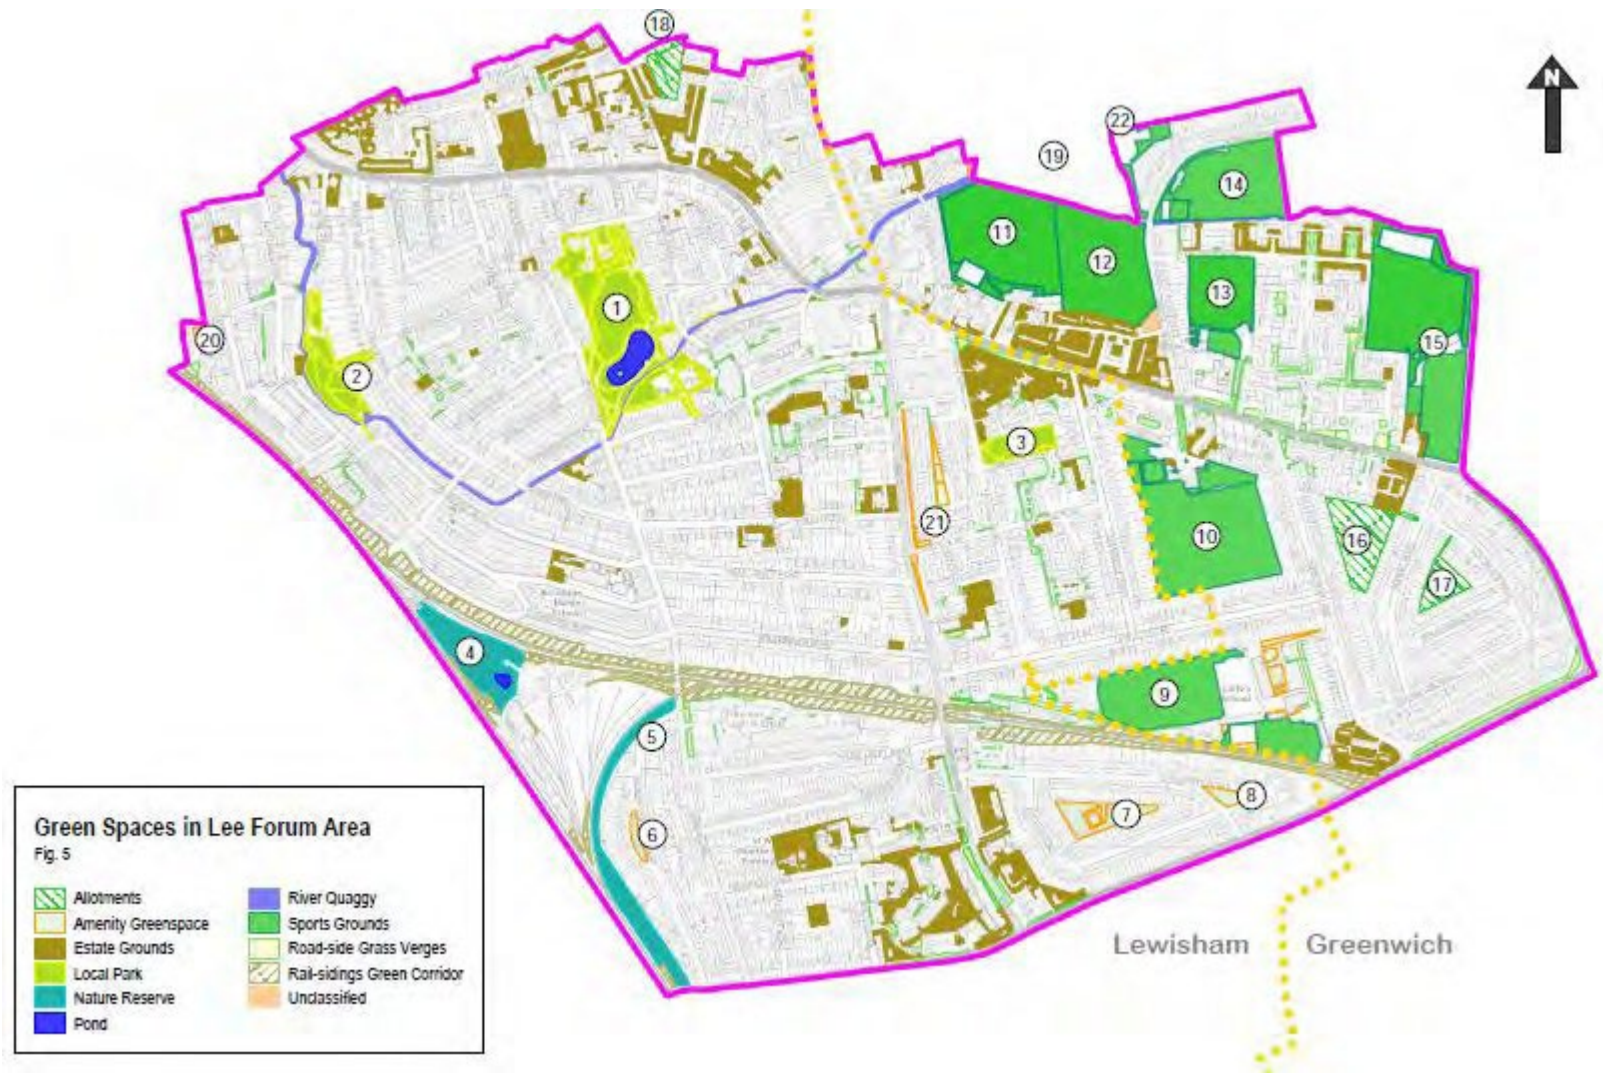 18
N
22
19
14
11
12
13
1
20
15
2
3
21
10
16
17
4
9
5
8
7
6
Green Spaces in Lee Forum Area
Fig. 5
Allotments
Amenity Greenspace
Estate Grounds
Local Park
Nature Reserve
Pond
River Quaggy
Sports Grounds
Road-side Grass Verges
Rail-sidings Green Corridor
Unclassified
Lewisham
Greenwich